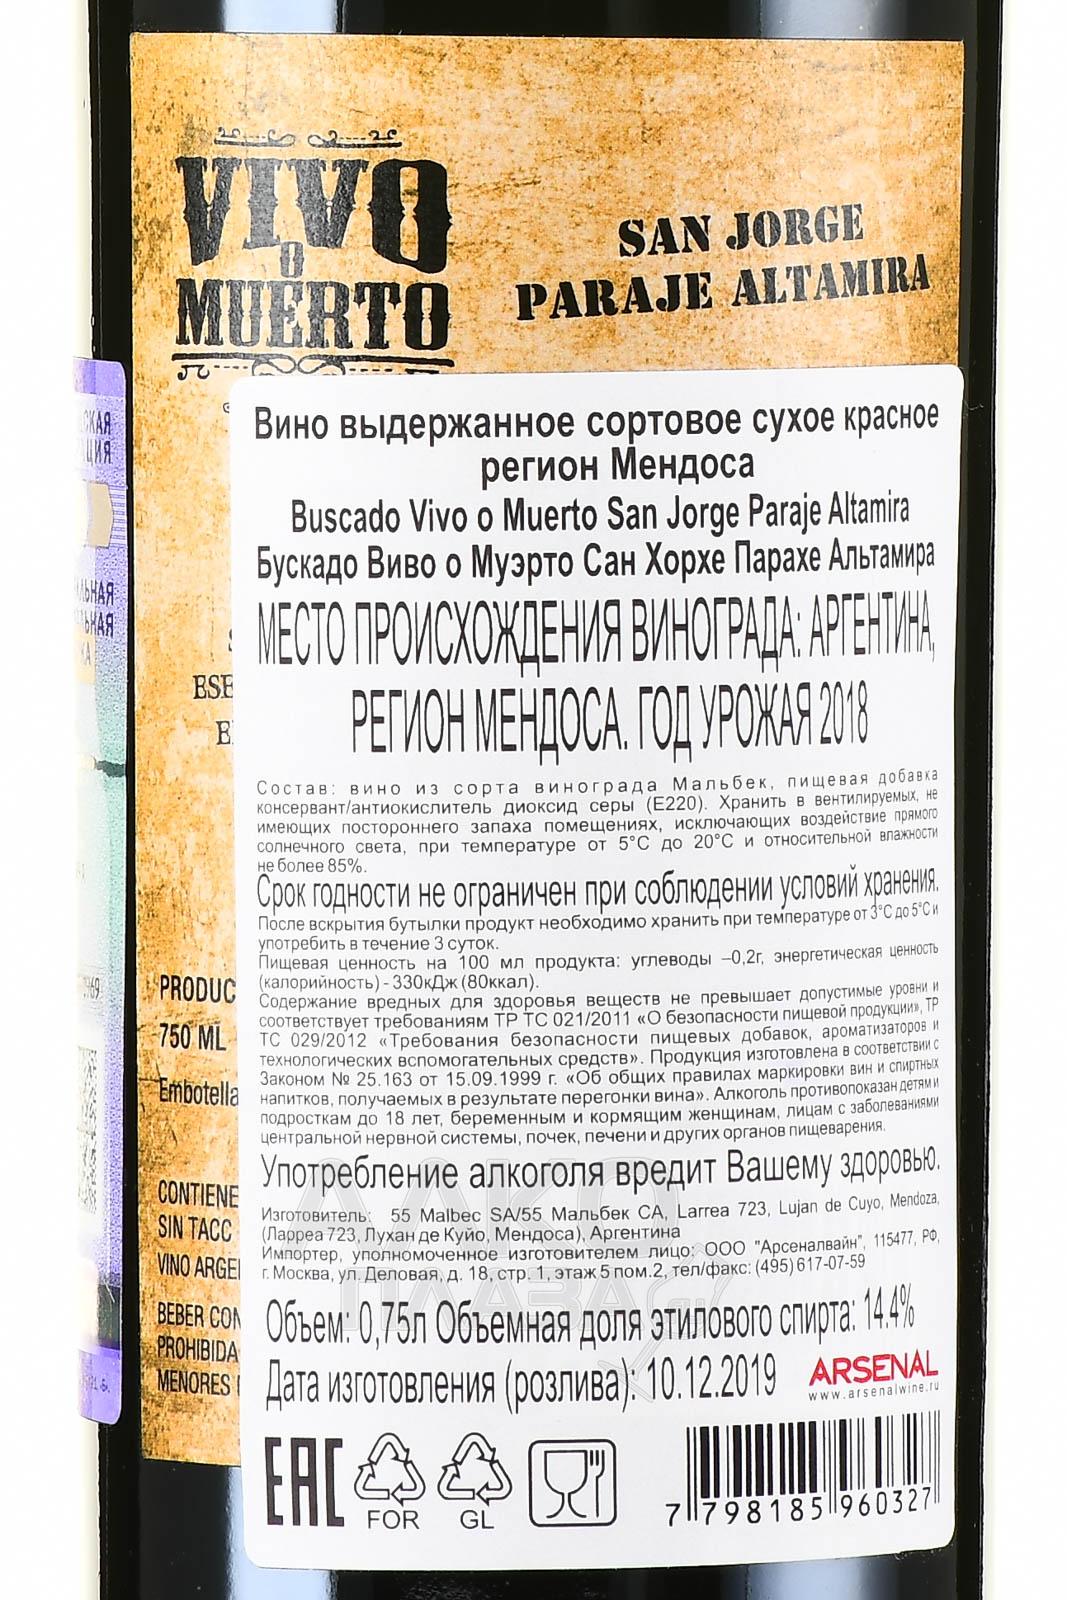 VIVO
O
MUERTO
SAN JORGE
PARAJE ALTAMIRA
Вино выдержанное сортовое сухое красное
регион Мендоса
Buscado Vivo o Muerto San Jorge Paraje Altamira
Бускадо Виво о Муэрто Сан Хорхе Парахе Альтамира
МЕСТО ПРОИСХОЖДЕНИЯ ВИНОГРАДА: АРГЕНТИНА,
РЕГИОН МЕНДОСА. ГОД УРОЖАЯ 2018
Состав: вино из сорта винограда Мальбек, пищевая добавка
консервант/антиокислитель диоксид серы (Е220). Хранить в вентилируемых, не
имеющих постороннего запаха помещениях, исключающих воздействие прямого
солнечного света, при температуре от 5°C до 20°C и относительной влажности
не более 85%.
Срок годности не ограничен при соблюдении условий хранения.
После вскрытия бутылки продукт необходимо хранить при температуре от 3°C до 5°C и
употребить в течение 3 суток.
Пищевая ценность на 100 мл продукта: углеводы –0,2г, энергетическая ценность
(калорийность) - 330кДж (80ккал).
Содержание вредных для здоровья веществ не превышает допустимые уровни и
соответствует требованиям ТР ТС 021/2011 «О безопасности пищевой продукции», ТР
ТС 029/2012 «Требования безопасности пищевых добавок, ароматизаторов и
технологических вспомогательных средств». Продукция изготовлена в соответствии с
Законом № 25.163 от 15.09.1999 г. «Об общих правилах маркировки вин и спиртных
напитков, получаемых в результате перегонки вина». Алкоголь противопоказан детям и
подросткам до 18 лет, беременным и кормящим женщинам, лицам с заболеваниями
центральной нервной системы, почек, печени и других органов пищеварения.
Употребление алкоголя вредит Вашему здоровью.
Изготовитель: 55 Malbec SA/55 Мальбек СА, Larrea 723, Lujan de Cuyo, Mendoza,
(Ларреа 723, Лухан де Куйо, Мендоса), Аргентина
Импортер, уполномоченное изготовителем лицо: ООО "Арсеналвайн", 115477, РФ,
г. Москва, ул. Деловая, д. 18, стр. 1, этаж 5 пом.2, тел/факс: (495) 617-07-59
Объем: 0,75л Объемная доля этилового спирта: 14.4%
Дата изготовления (розлива): 10.12.2019
ARSENAL
www.arsenalwine.ru
EAC
FOR
GL
7 798185 960327
ESE
PRODUC
750 ML
Embotella
CONTIENE
SIN TACC
VINO ARGE
BEBER CON
PROHIBIDA
MENORES
АЛКО
ПЛАЗА